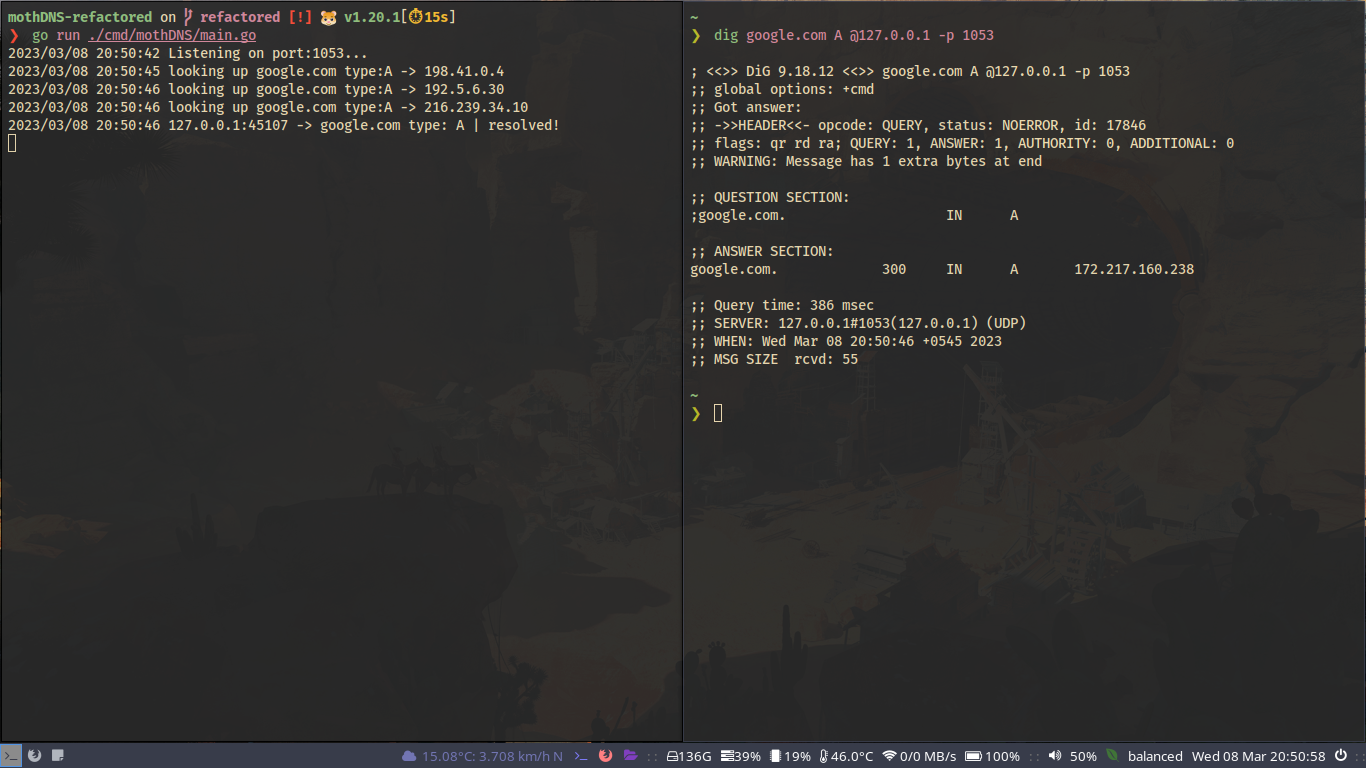 mothDNS-refactored on refactored [!] 🐹 v1.20.1[⏱15s]
❯ go run ./cmd/mothDNS/main.go
2023/03/08 20:50:42 Listening on port:1053...
2023/03/08 20:50:45 looking up google.com type:A -> 198.41.0.4
2023/03/08 20:50:46 looking up google.com type:A -> 192.5.6.30
2023/03/08 20:50:46 looking up google.com type:A -> 216.239.34.10
2023/03/08 20:50:46 127.0.0.1:45107 -> google.com type: A | resolved!
~
❯ dig google.com A @127.0.0.1 -p 1053
; <<>> DiG 9.18.12 <<>> google.com A @127.0.0.1 -p 1053
;; global options: +cmd
;; Got answer:
;; ->>HEADER<<- opcode: QUERY, status: NOERROR, id: 17846
;; flags: qr rd ra; QUERY: 1, ANSWER: 1, AUTHORITY: 0, ADDITIONAL: 0
;; WARNING: Message has 1 extra bytes at end
;; QUESTION SECTION:
;google.com. IN A
;; ANSWER SECTION:
google.com. 300 IN A 172.217.160.238
;; Query time: 386 msec
;; SERVER: 127.0.0.1#1053(127.0.0.1) (UDP)
;; WHEN: Wed Mar 08 20:50:46 +0545 2023
;; MSG SIZE rcvd: 55
~
❯
15.08°C: 3.708 km/h N >_ :: 136G 39% 19% 46.0°C 0/0 MB/s 100% :: 50% balanced Wed 08 Mar 20:50:58 :